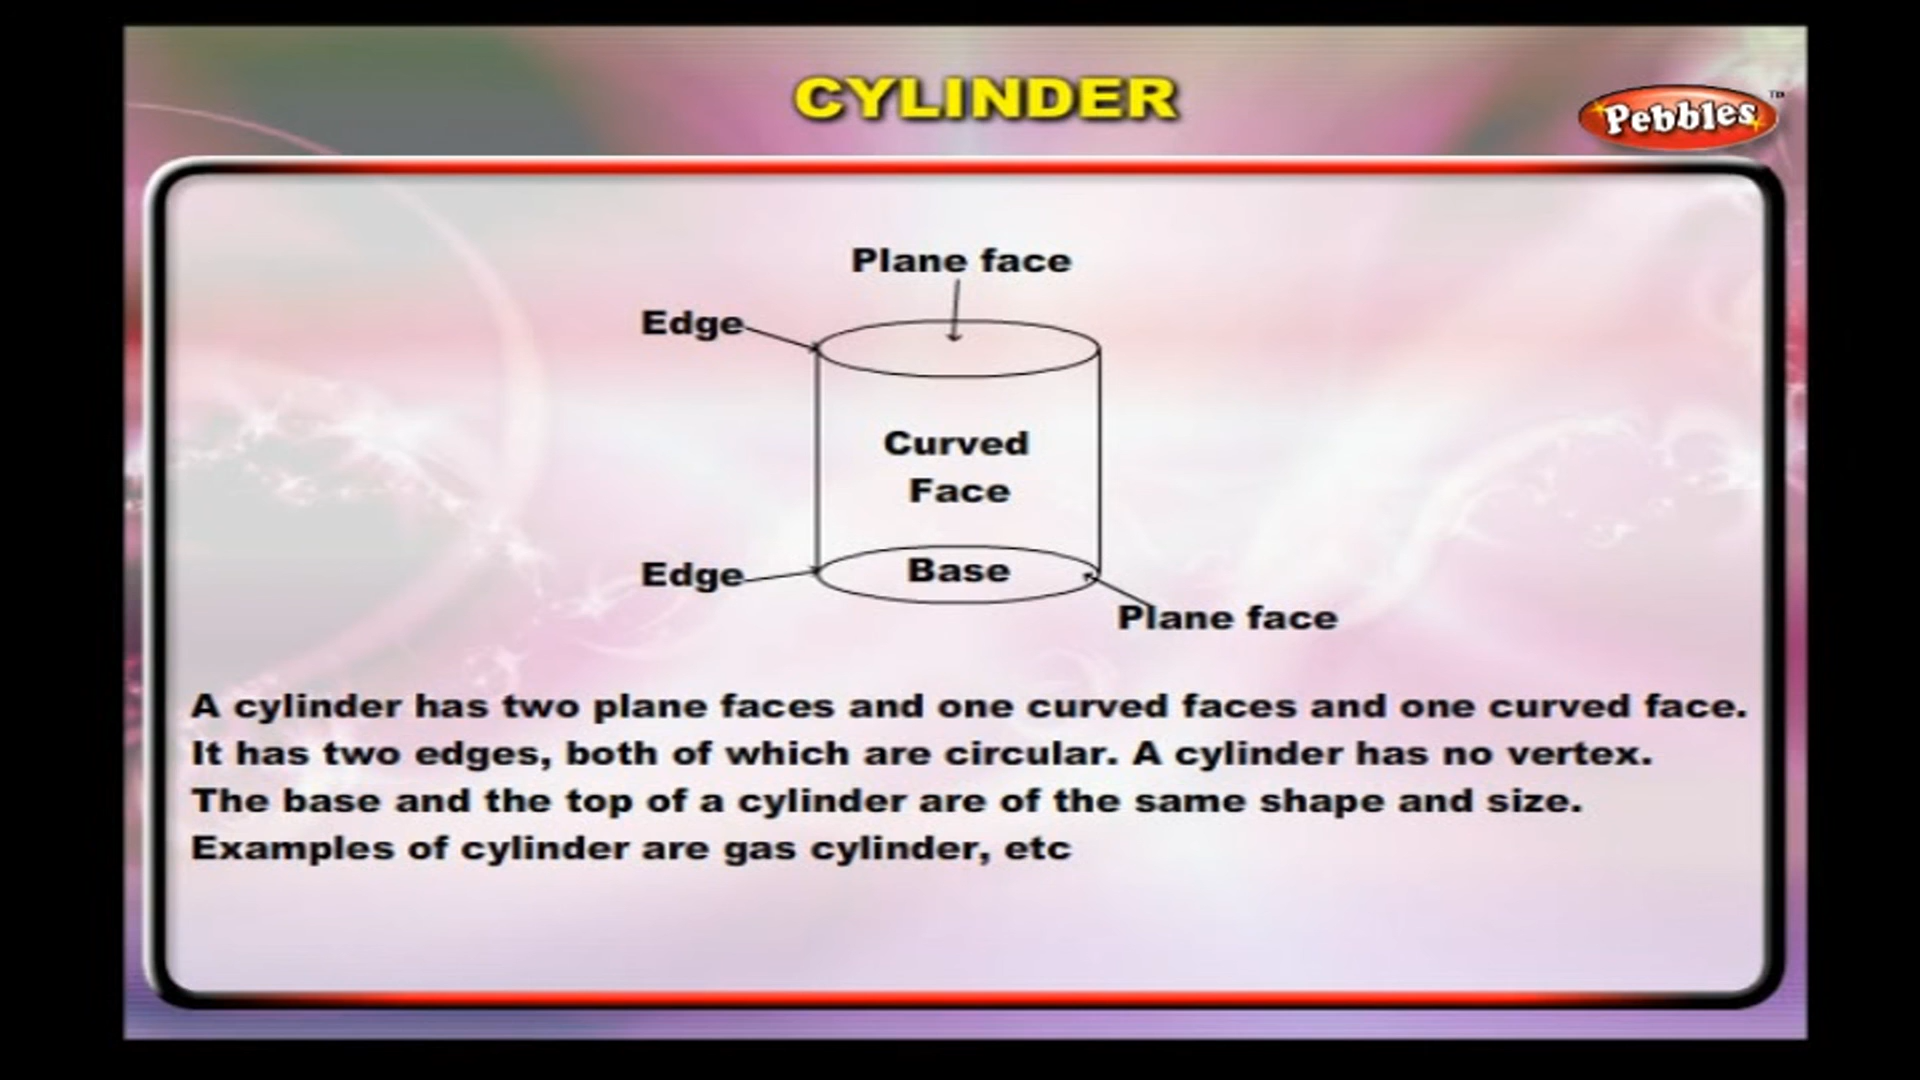 CYLINDER
Pebbles TM
Plane face
Edge
Curved
Face
Edge
Base
Plane face
A cylinder has two plane faces and one curved faces and one curved face.
It has two edges, both of which are circular. A cylinder has no vertex.
The base and the top of a cylinder are of the same shape and size.
Examples of cylinder are gas cylinder, etc